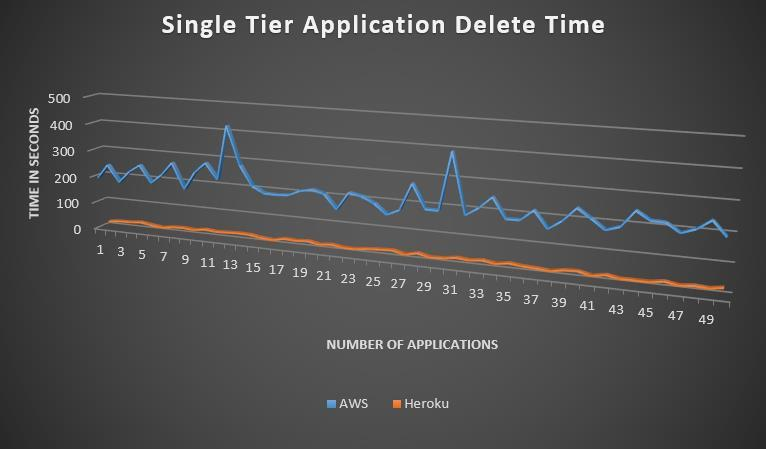 Single Tier Application Delete Time
TIME IN SECONDS
500
400
300
200
100
0
1 3 5 7 9 11 13 15 17 19 21 23 25 27 29 31 33 35 37 39 41 43 45 47 49
NUMBER OF APPLICATIONS
AWS Heroku